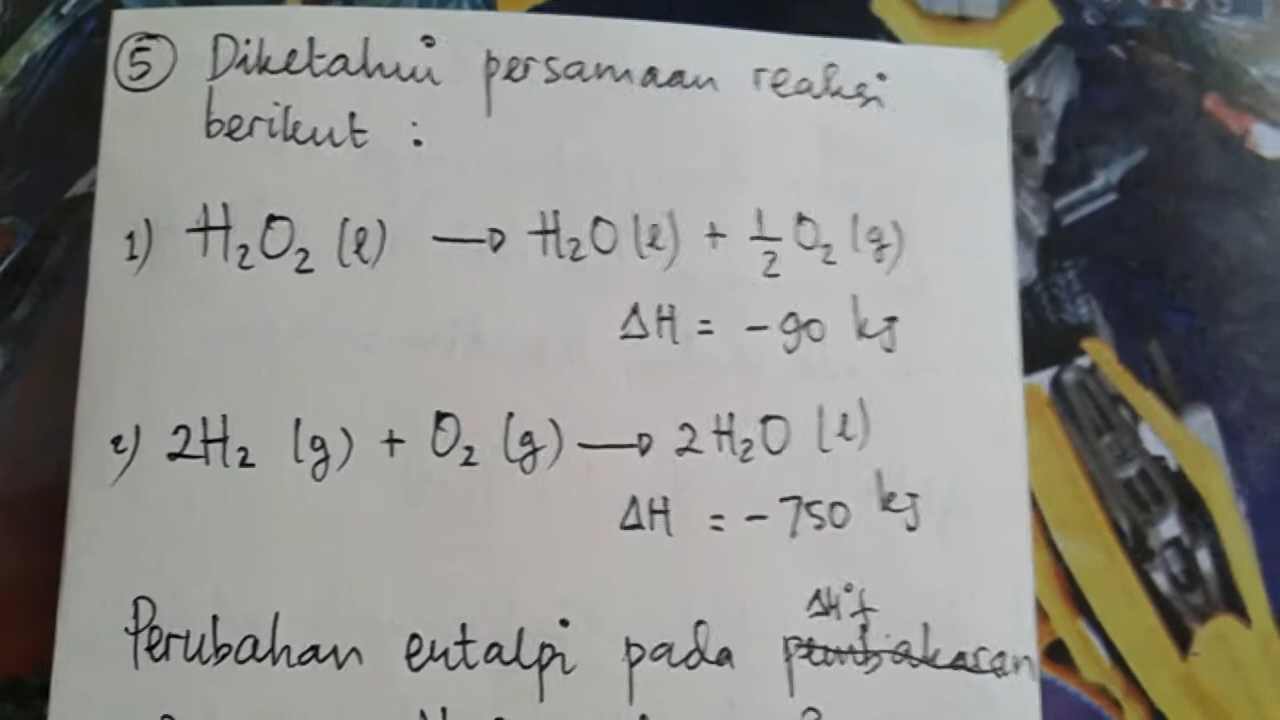 ⑤ Diketahui persamaan reaksi
berikut :
1) H₂O₂ (l) → H₂O (l) + 1/2 O₂ (g)
ΔH = -90 kJ
2) 2H₂ (g) + O₂ (g) → 2H₂O (l)
ΔH = -750 kJ
ΔH°f
Perubahan entalpi pada pembakaran